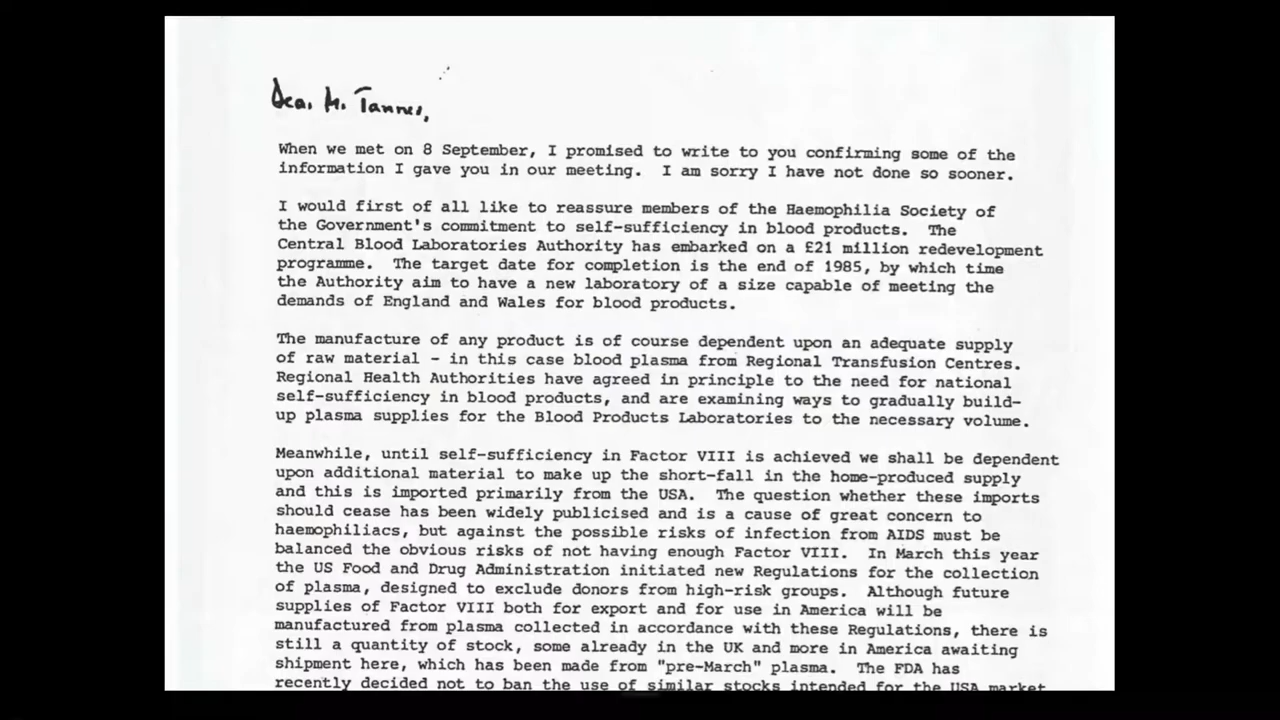 Dear Mr. Tanner,
When we met on 8 September, I promised to write to you confirming some of the
information I gave you in our meeting. I am sorry I have not done so sooner.
I would first of all like to reassure members of the Haemophilia Society of
the Government's commitment to self-sufficiency in blood products. The
Central Blood Laboratories Authority has embarked on a £21 million redevelopment
programme. The target date for completion is the end of 1985, by which time
the Authority aim to have a new laboratory of a size capable of meeting the
demands of England and Wales for blood products.
The manufacture of any product is of course dependent upon an adequate supply
of raw material - in this case blood plasma from Regional Transfusion Centres.
Regional Health Authorities have agreed in principle to the need for national
self-sufficiency in blood products, and are examining ways to gradually build-
up plasma supplies for the Blood Products Laboratories to the necessary volume.
Meanwhile, until self-sufficiency in Factor VIII is achieved we shall be dependent
upon additional material to make up the short-fall in the home-produced supply
and this is imported primarily from the USA. The question whether these imports
should cease has been widely publicised and is a cause of great concern to
haemophiliacs, but against the possible risks of infection from AIDS must be
balanced the obvious risks of not having enough Factor VIII. In March this year
the US Food and Drug Administration initiated new Regulations for the collection
of plasma, designed to exclude donors from high-risk groups. Although future
supplies of Factor VIII both for export and for use in America will be
manufactured from plasma collected in accordance with these Regulations, there is
still a quantity of stock, some already in the UK and more in America awaiting
shipment here, which has been made from "pre-March" plasma. The FDA has
recently decided not to ban the use of similar stocks intended for the USA market